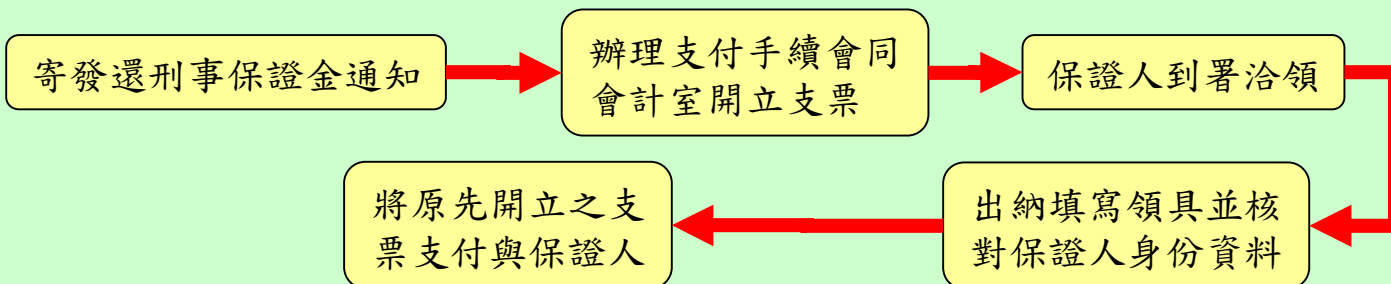 寄發還刑事保證金通知
辦理支付手續會同
會計室開立支票
保證人到署洽領
出納填寫領具並核
對保證人身份資料
將原先開立之支
票支付與保證人